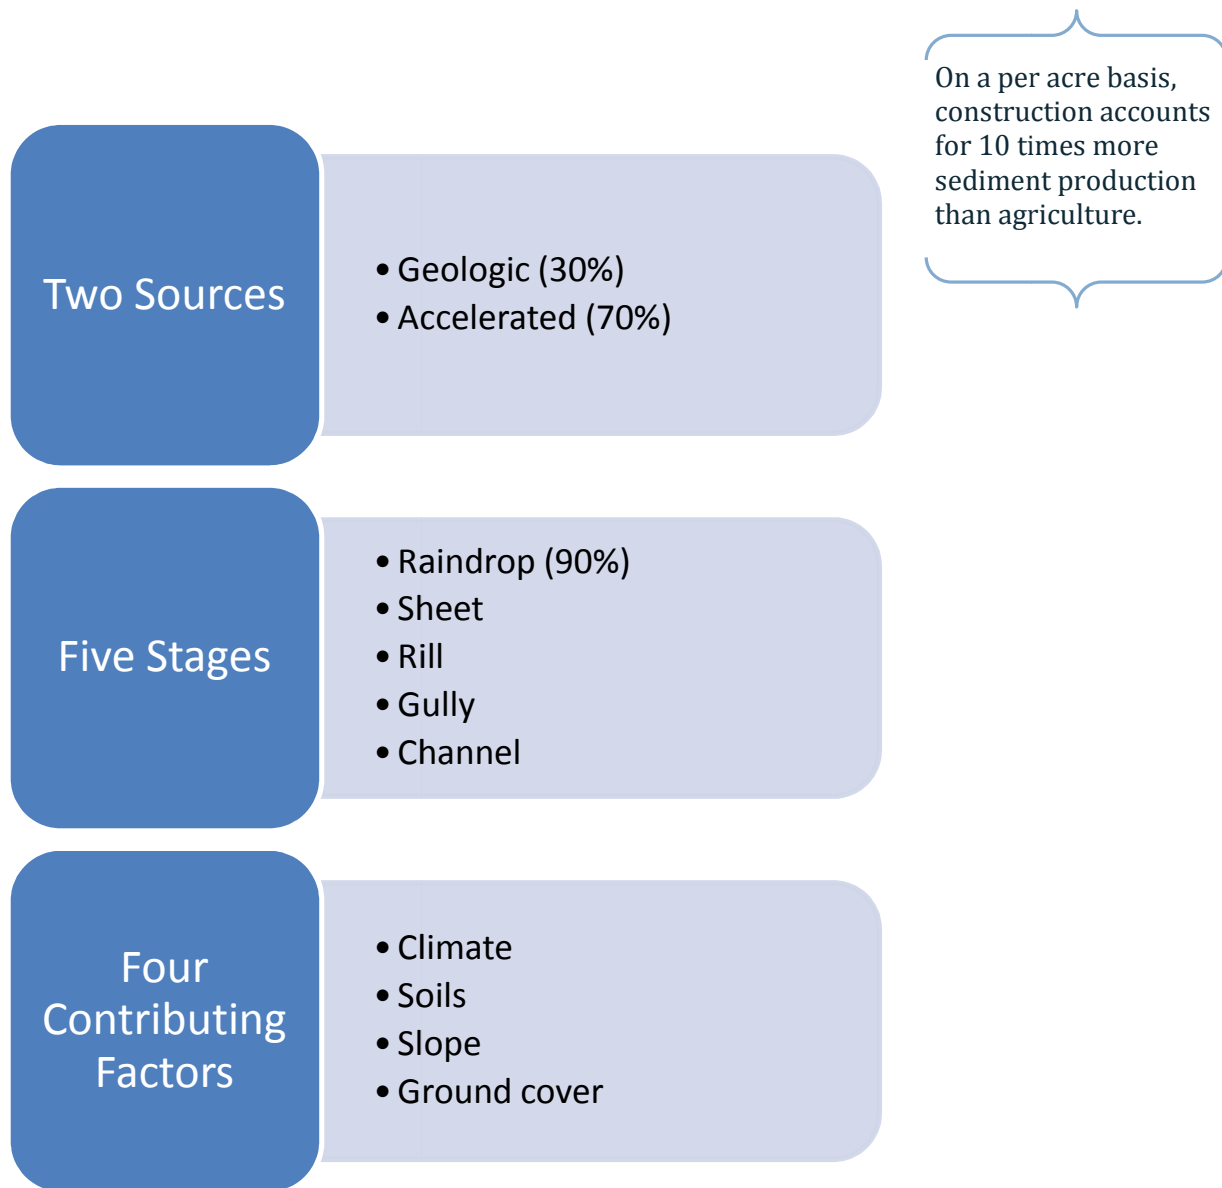 On a per acre basis,
construction accounts
for 10 times more
sediment production
than agriculture.
Two Sources
• Geologic (30%)
• Accelerated (70%)
Five Stages
• Raindrop (90%)
• Sheet
• Rill
• Gully
• Channel
Four
Contributing
Factors
• Climate
• Soils
• Slope
• Ground cover